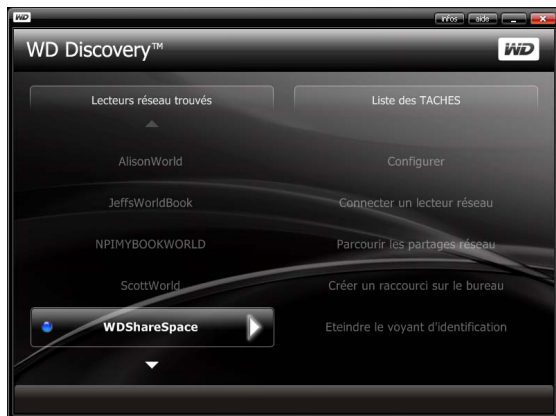 WD
infos
aide
WD Discovery™
WD
Lecteurs réseau trouvés
Liste des TACHES
AlisonWorld
Configurer
JeffsWorldBook
Connecter un lecteur réseau
NPIMYBOOKWORLD
Parcourir les partages réseau
ScottWorld
Créer un raccourci sur le bureau
WDShareSpace
Eteindre le voyant d'identification